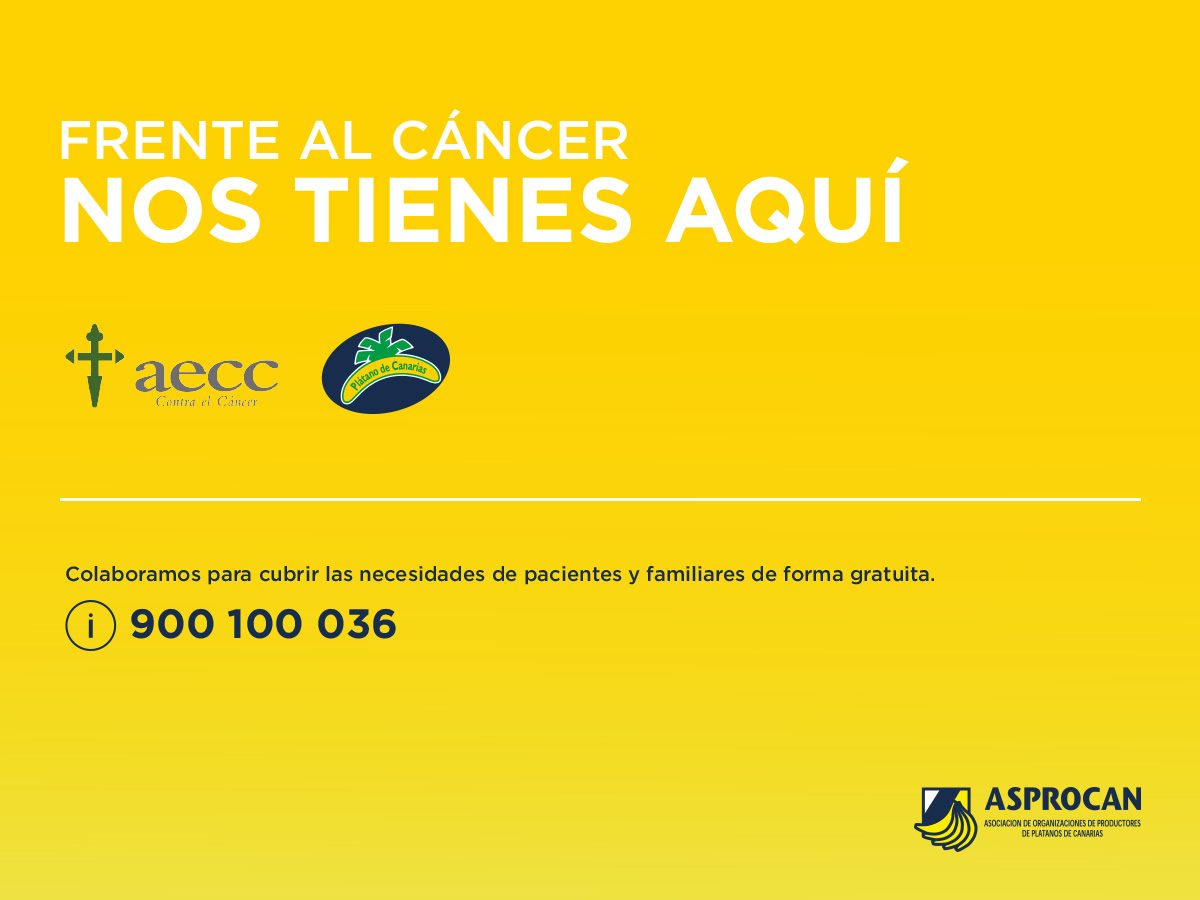 FRENTE AL CÁNCER
NOS TIENES AQUÍ
aecc
Contra el Cáncer
Plátano de Canarias
Colaboramos para cubrir las necesidades de pacientes y familiares de forma gratuita.
i 900 100 036
ASPROCAN
ASOCIACION DE ORGANIZACIONES DE PRODUCTORES
DE PLATANOS DE CANARIAS